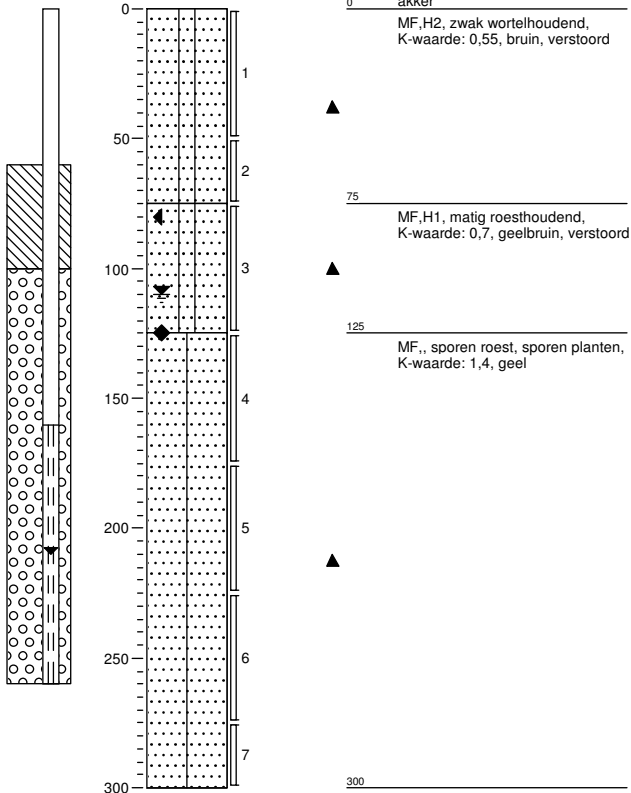 0
akker
0
MF,H2, zwak wortelhoudend,
K-waarde: 0,55, bruin, verstoord
1
50
2
75
MF,H1, matig roesthoudend,
K-waarde: 0,7, geelbruin, verstoord
3
100
125
MF,, sporen roest, sporen planten,
K-waarde: 1,4, geel
4
150
5
200
6
250
7
300
300